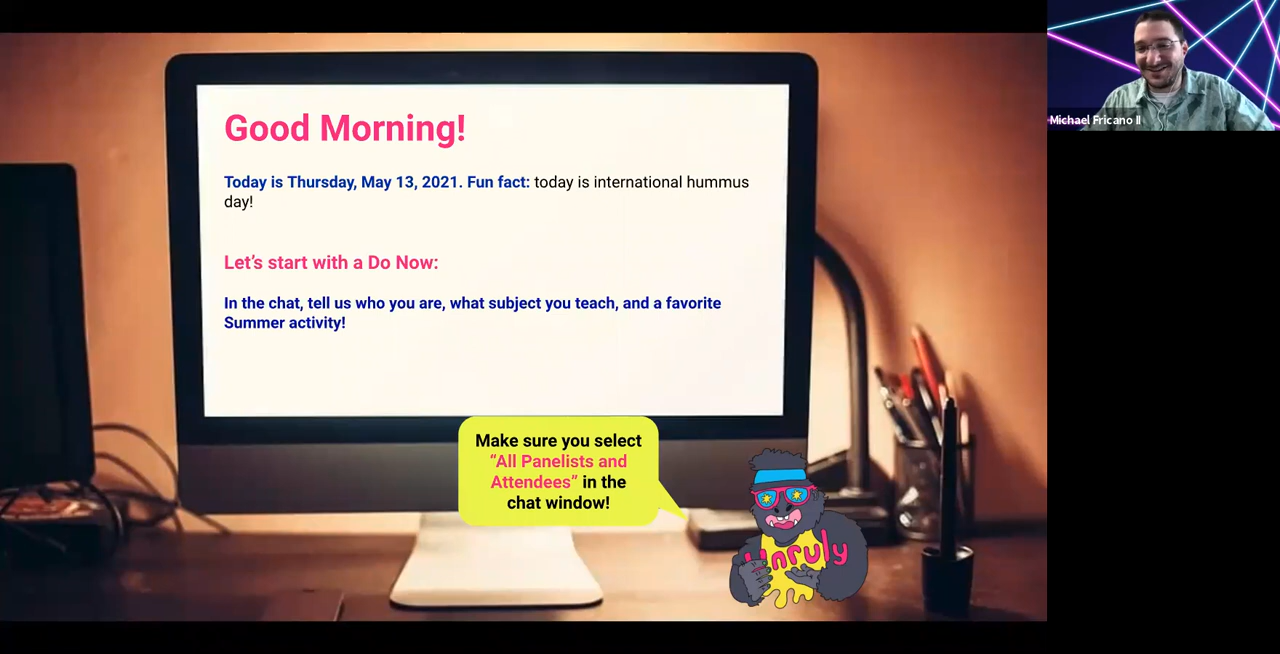 Good Morning!
Today is Thursday, May 13, 2021. Fun fact: today is international hummus
day!
Let’s start with a Do Now:
In the chat, tell us who you are, what subject you teach, and a favorite
Summer activity!
Make sure you select
“All Panelists and
Attendees” in the
chat window!
Unruly
Michael Fricano II